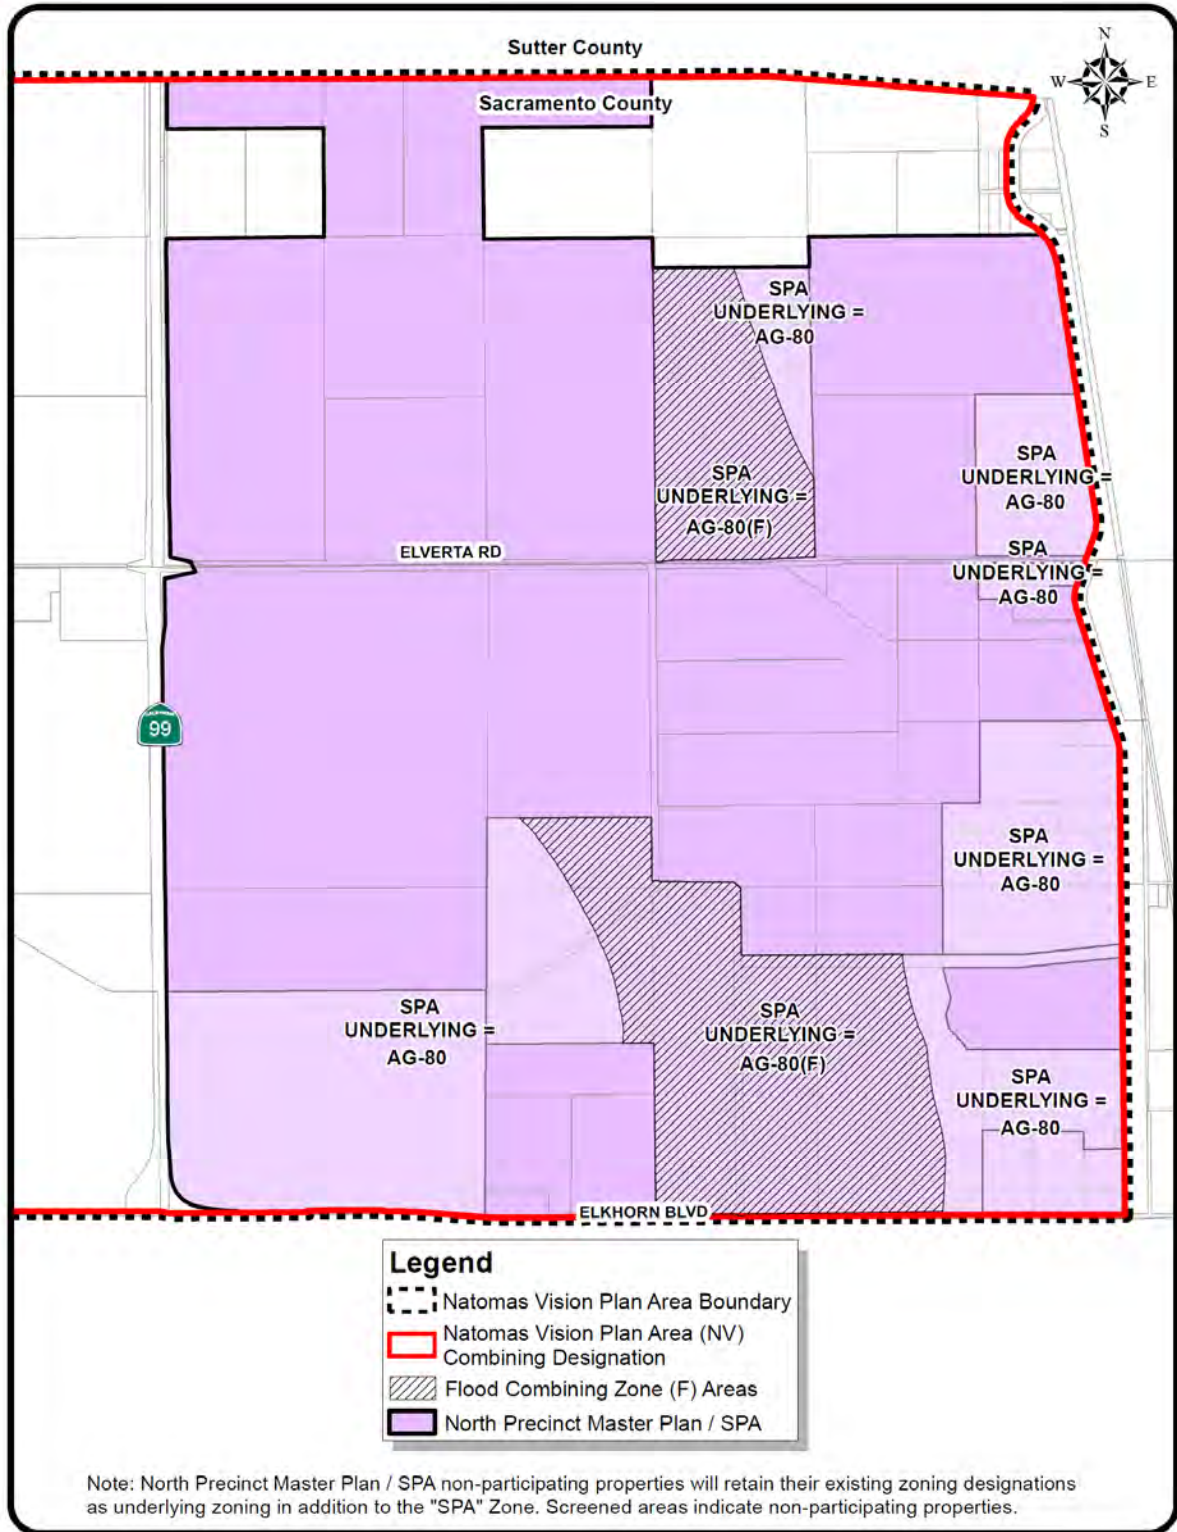 Sutter County
N
W
E
S
Sacramento County
SPA
UNDERLYING =
AG-80
SPA
UNDERLYING =
AG-80
SPA
UNDERLYING =
AG-80(F)
ELVERTA RD
SPA
UNDERLYING =
AG-80
CALIFORNIA
99
SPA
UNDERLYING =
AG-80
SPA
UNDERLYING =
AG-80
SPA
UNDERLYING =
AG-80(F)
SPA
UNDERLYING =
AG-80
ELKHORN BLVD
Legend
Natomas Vision Plan Area Boundary
Natomas Vision Plan Area (NV)
Combining Designation
Flood Combining Zone (F) Areas
North Precinct Master Plan / SPA
Note: North Precinct Master Plan / SPA non-participating properties will retain their existing zoning designations
as underlying zoning in addition to the "SPA" Zone. Screened areas indicate non-participating properties.